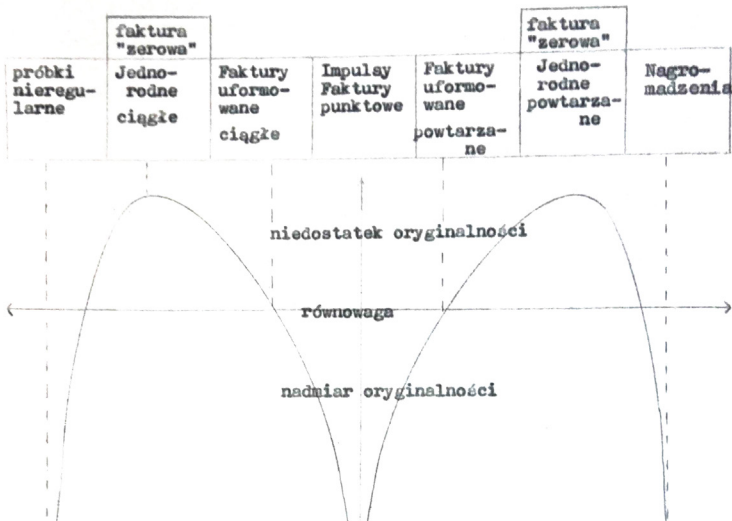 faktura
"zerowa"
faktura
"zerowa"
próbki
nieregu-
larne
Jedno-
rodne
ciągłe
Faktury
uformo-
wane
ciągłe
Impulsy
Faktury
punktowe
Faktury
uformo-
wane
powtarza-
ne
Jedno-
rodne
powtarza-
ne
Nagro-
madzenia
niedostatek oryginalności
równowaga
nadmiar oryginalności